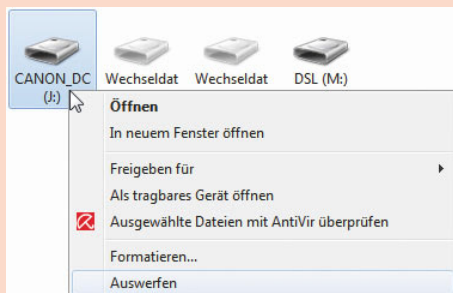 CANON_DC Wechseldat Wechseldat DSL (M:)
(J:)
Öffnen
In neuem Fenster öffnen
Freigeben für
Als tragbares Gerät öffnen
Ausgewählte Dateien mit AntiVir überprüfen
Formatieren...
Auswerfen